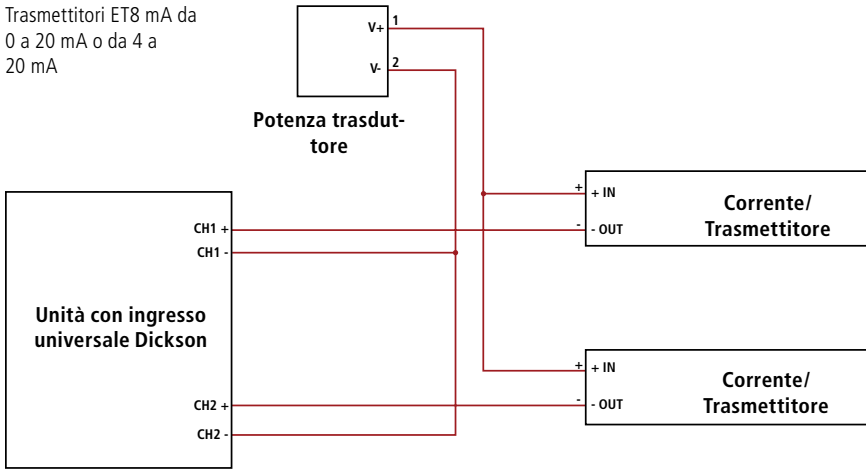 Trasmettitori ET8 mA da
0 a 20 mA o da 4 a
20 mA
V+ 1
V- 2
Potenza trasdut-
tore
+ + IN
Corrente/
Trasmettitore
- - OUT
CH1 +
CH1 -
Unità con ingresso
universale Dickson
CH2 +
CH2 -
+ + IN
Corrente/
Trasmettitore
- - OUT